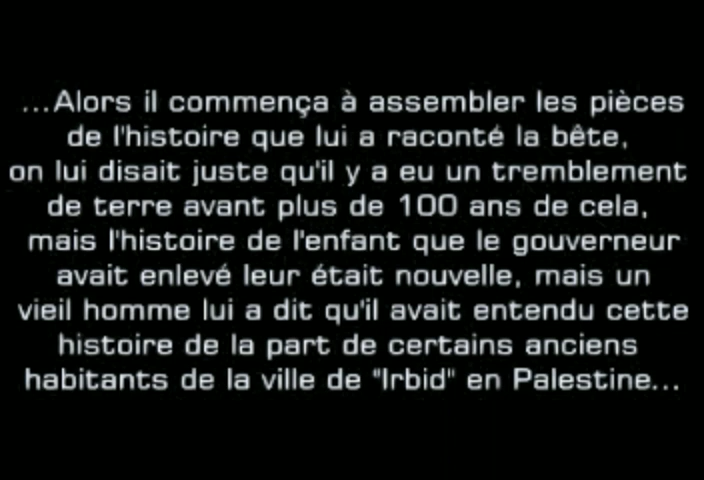 ...Alors il commença à assembler les pièces
de l'histoire que lui a raconté la bête,
on lui disait juste qu'il y a eu un tremblement
de terre avant plus de 100 ans de cela,
mais l'histoire de l'enfant que le gouverneur
avait enlevé leur était nouvelle, mais un
vieil homme lui a dit qu'il avait entendu cette
histoire de la part de certains anciens
habitants de la ville de "Irbid" en Palestine...